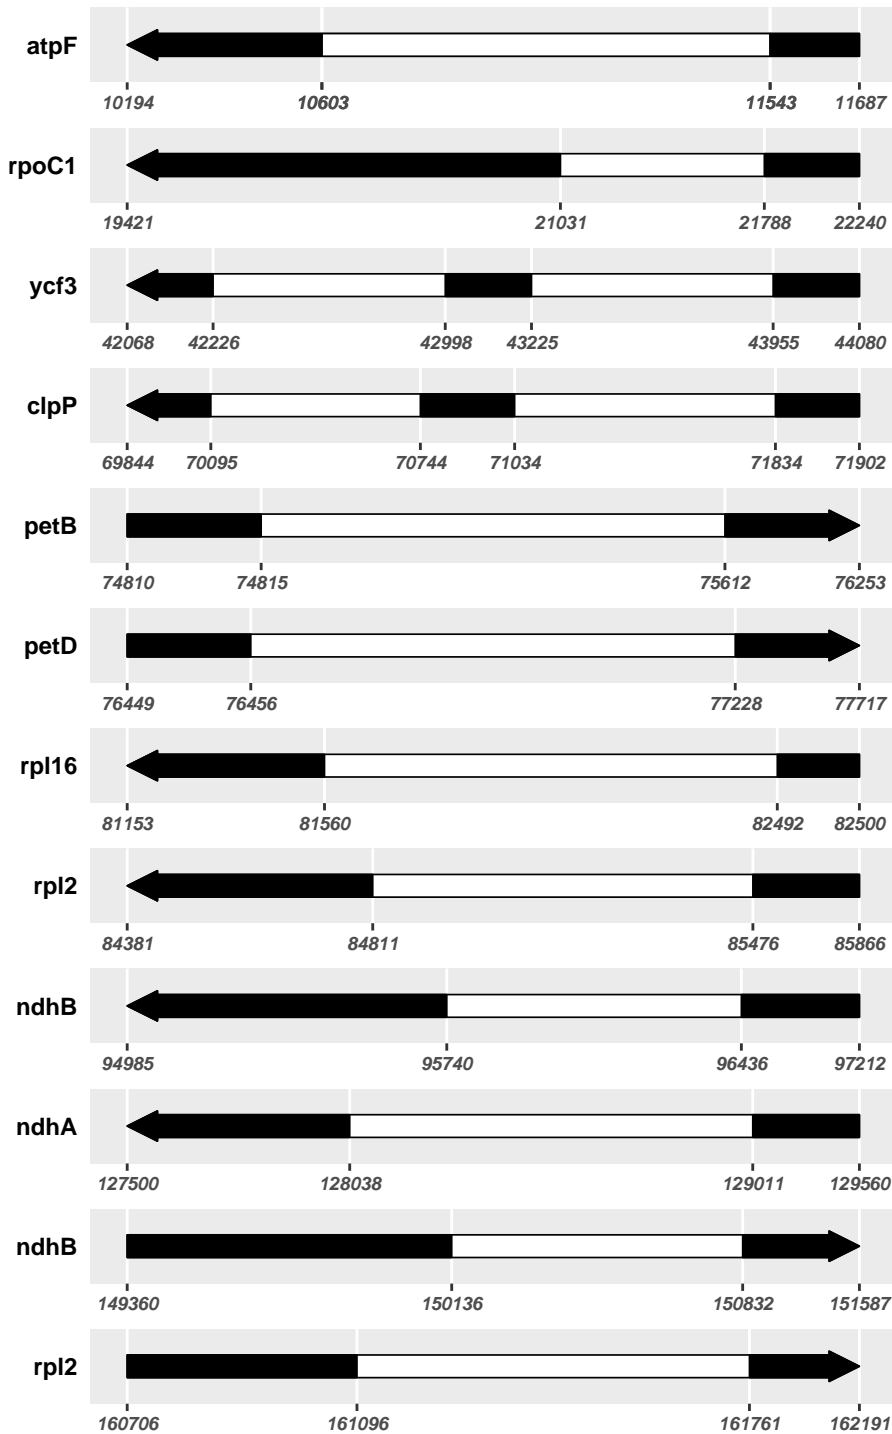 atpF
10194 10603 11543 11687
rpoC1
19421 21031 21788 22240
ycf3
42068 42226 42998 43225 43955 44080
clpP
69844 70095 70744 71034 71834 71902
petB
74810 74815 75612 76253
petD
76449 76456 77228 77717
rpl16
81153 81560 82492 82500
rpl2
84381 84811 85476 85866
ndhB
94985 95740 96436 97212
ndhA
127500 128038 129011 129560
ndhB
149360 150136 150832 151587
rpl2
160706 161096 161761 162191